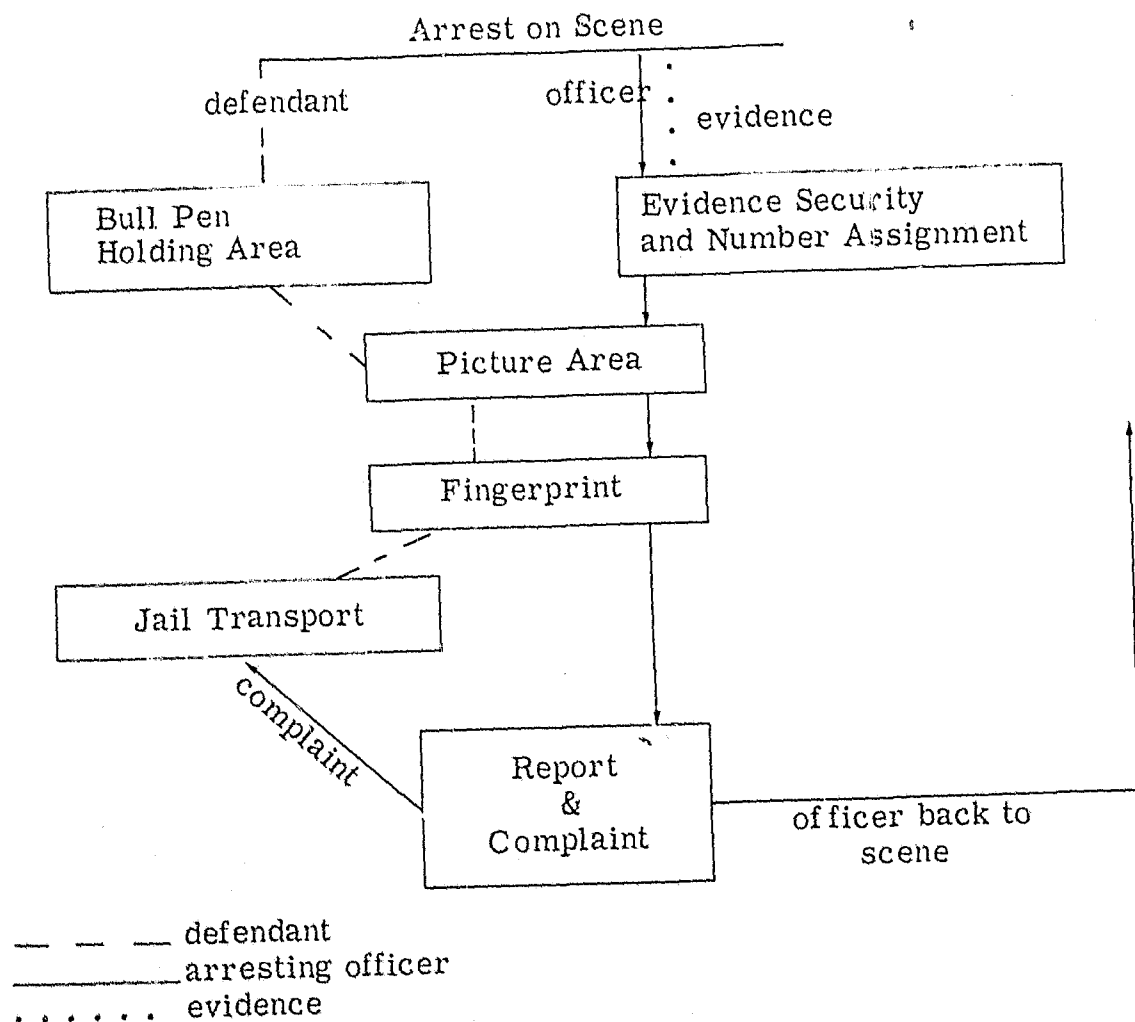 Arrest on Scene
defendant
officer
evidence
Bull Pen
Holding Area
Evidence Security
and Number Assignment
Picture Area
Fingerprint
Jail Transport
complaint
Report
&
Complaint
officer back to
scene
defendant
arresting officer
evidence